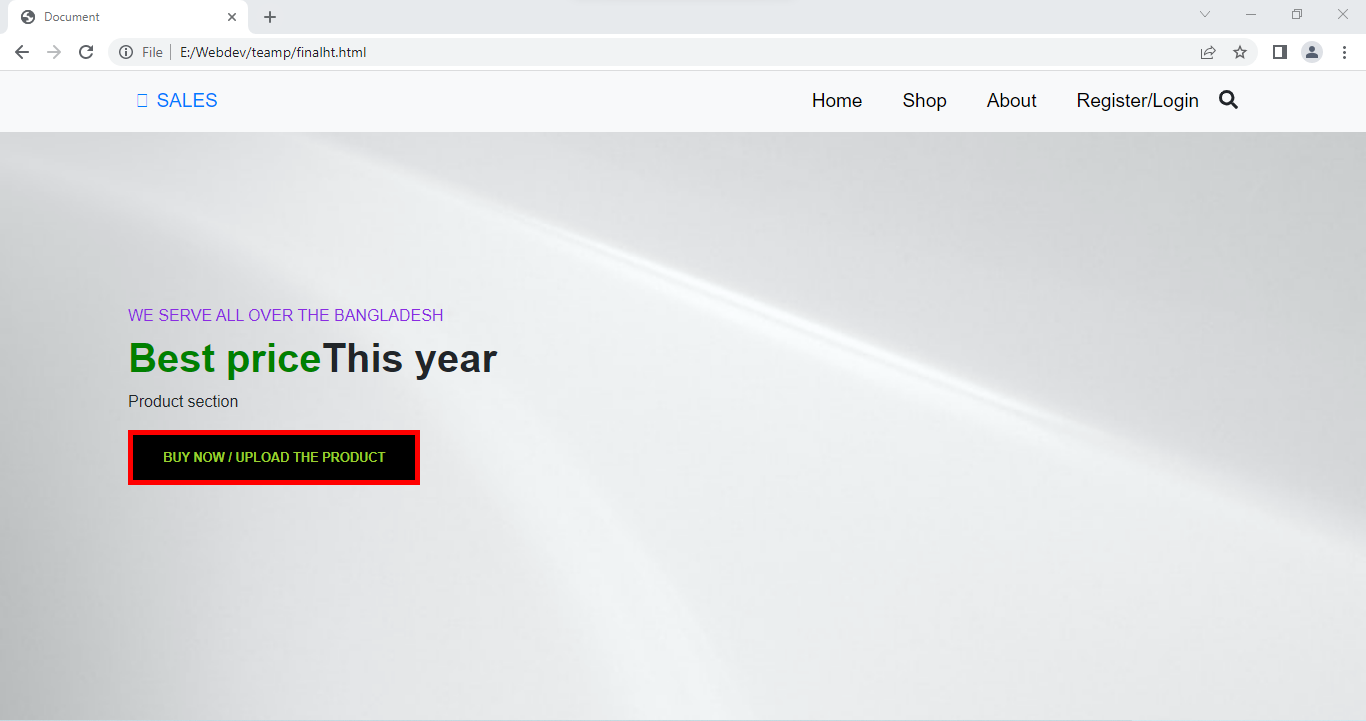 Document
File E:/Webdev/teamp/finalht.html
SALES Home Shop About Register/Login
WE SERVE ALL OVER THE BANGLADESH
Best priceThis year
Product section
BUY NOW / UPLOAD THE PRODUCT